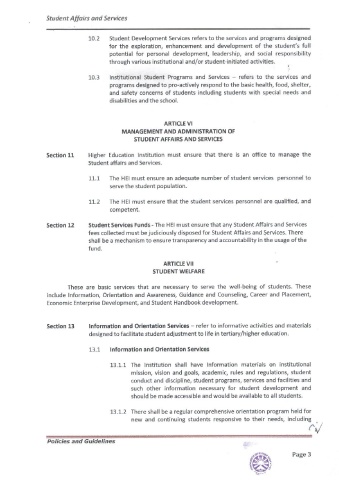 Student Affairs and Services
10.2 Student Development Services refers to the services and programs designed
for the exploration, enhancement and development of the student's full
potential for personal development, leadership, and social responsibility
through various institutional and/or student-initiated activities.
10.3 Institutional Student Programs and Services – refers to the services and
programs designed to pro-actively respond to the basic health, food, shelter,
and safety concerns of students including students with special needs and
disabilities and the school.
ARTICLE VI
MANAGEMENT AND ADMINISTRATION OF
STUDENT AFFAIRS AND SERVICES
Section 11 Higher Education Institution must ensure that there is an office to manage the
Student affairs and Services.
11.1 The HEI must ensure an adequate number of student services personnel to
serve the student population.
11.2 The HEI must ensure that the student services personnel are qualified, and
competent.
Section 12 Student Services Funds - The HEI must ensure that any Student Affairs and Services
fees collected must be judiciously disposed for Student Affairs and Services. There
shall be a mechanism to ensure transparency and accountability in the usage of the
fund.
ARTICLE VII
STUDENT WELFARE
These are basic services that are necessary to serve the well-being of students. These
include Information, Orientation and Awareness, Guidance and Counseling, Career and Placement,
Economic Enterprise Development, and Student Handbook development.
Section 13 Information and Orientation Services – refer to informative activities and materials
designed to facilitate student adjustment to life in tertiary/higher education.
13.1 Information and Orientation Services
13.1.1 The institution shall have information materials on institutional
mission, vision and goals, academic, rules and regulations, student
conduct and discipline, student programs, services and facilities and
such other information necessary for student development and
should be made accessible and would be available to all students.
13.1.2 There shall be a regular comprehensive orientation program held for
new and continuing students responsive to their needs, including
Policies and Guidelines
Page 3